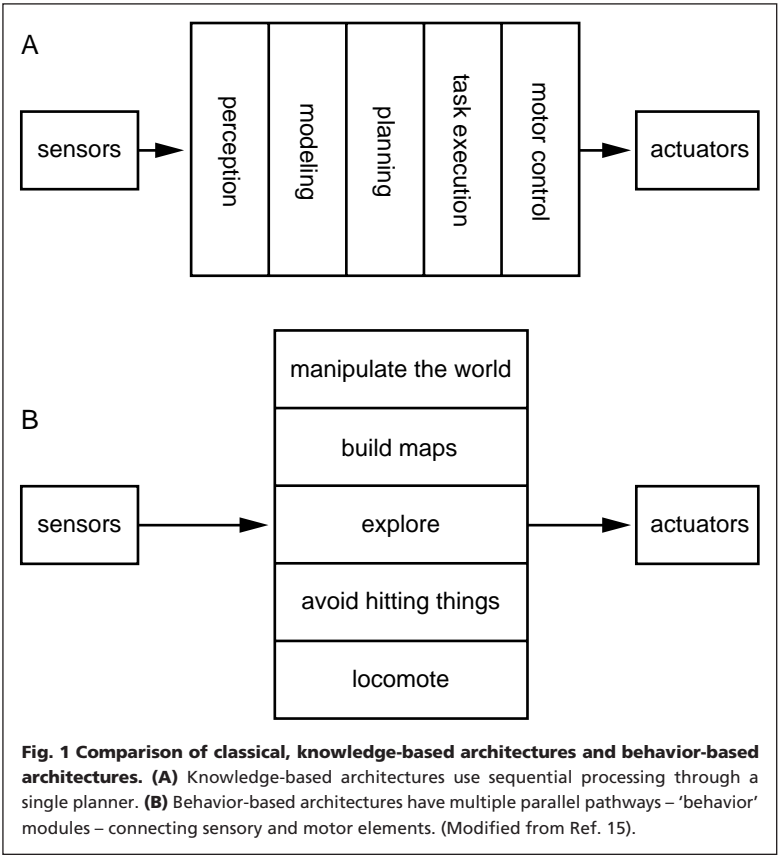 A
sensors
perception
modeling
planning
task execution
motor control
actuators
B
sensors
manipulate the world
build maps
explore
avoid hitting things
locomote
actuators
Fig. 1 Comparison of classical, knowledge-based architectures and behavior-based
architectures. (A) Knowledge-based architectures use sequential processing through a
single planner. (B) Behavior-based architectures have multiple parallel pathways – ‘behavior’
modules – connecting sensory and motor elements. (Modified from Ref. 15).